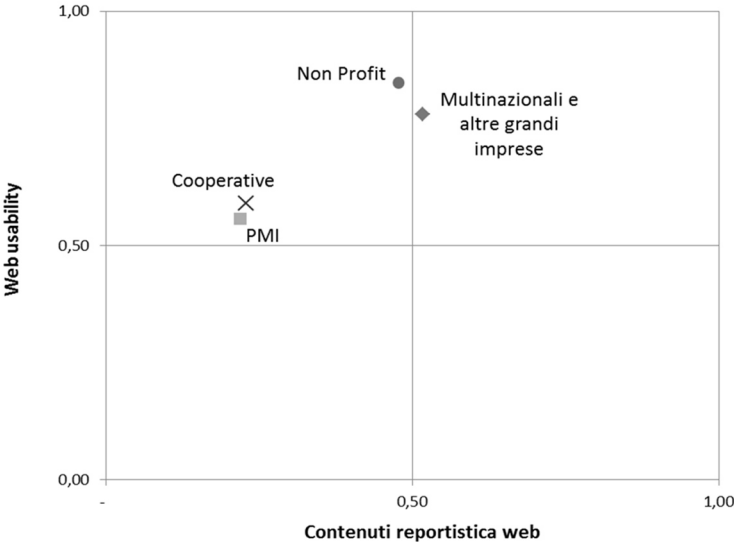 1,00
Non Profit
Multinazionali e
altre grandi
imprese
Cooperative
PMI
Web usability
0,50
0,00
-
0,50
1,00
Contenuti reportistica web